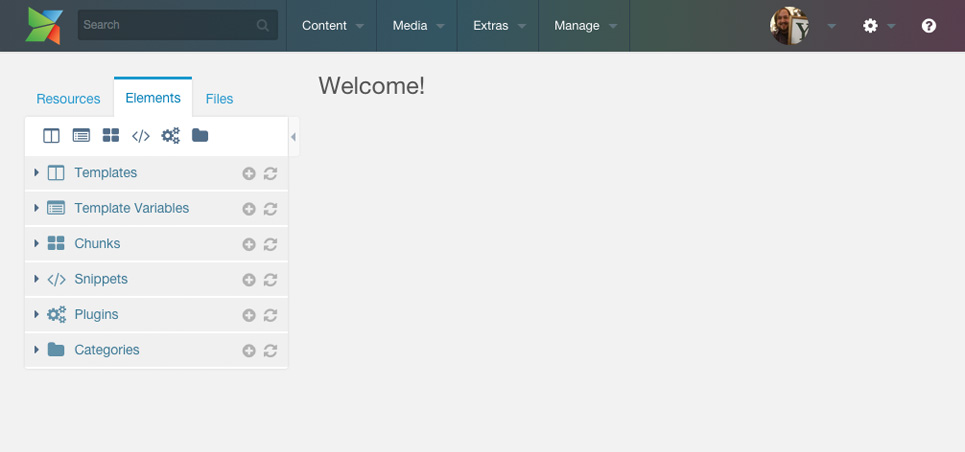 Search
Content
Media
Extras
Manage
Resources
Elements
Files
Welcome!
Templates
Template Variables
Chunks
Snippets
Plugins
Categories